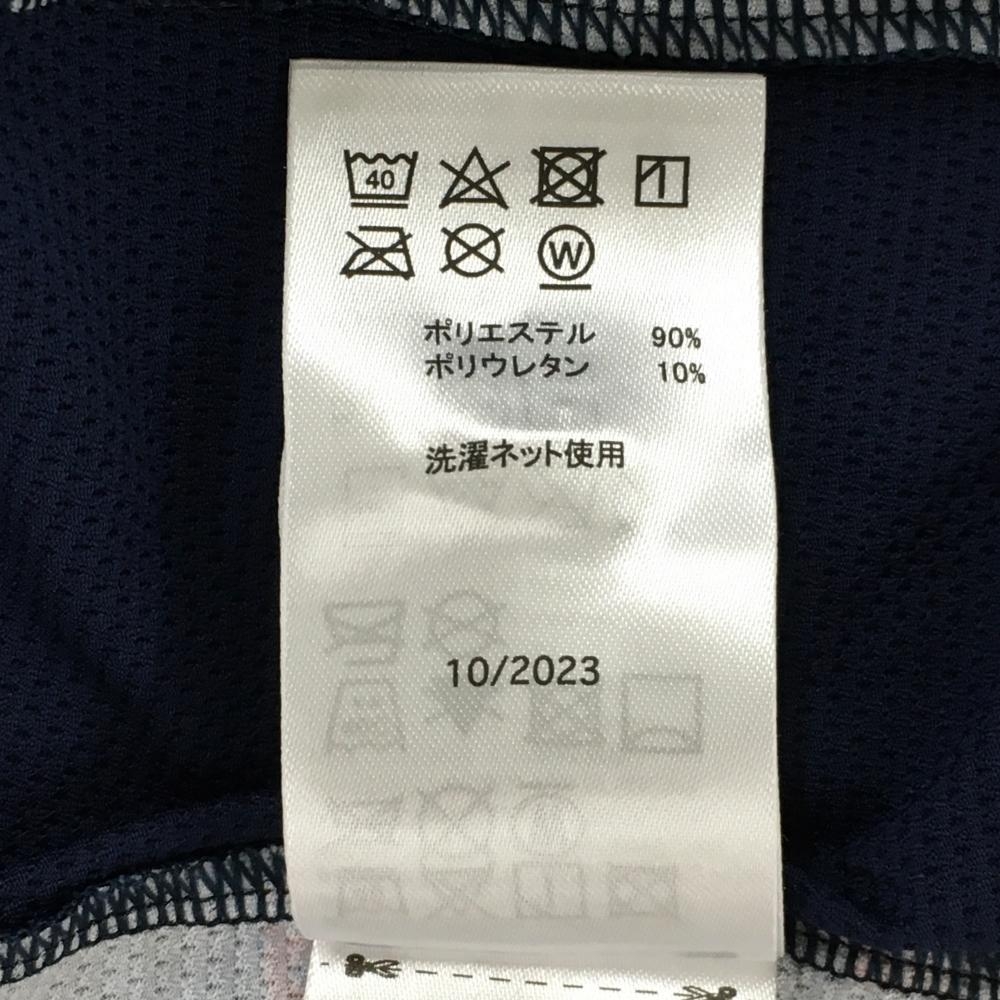 40
W
ポリエステル 90%
ポリウレタン 10%
洗濯ネット使用
10/2023